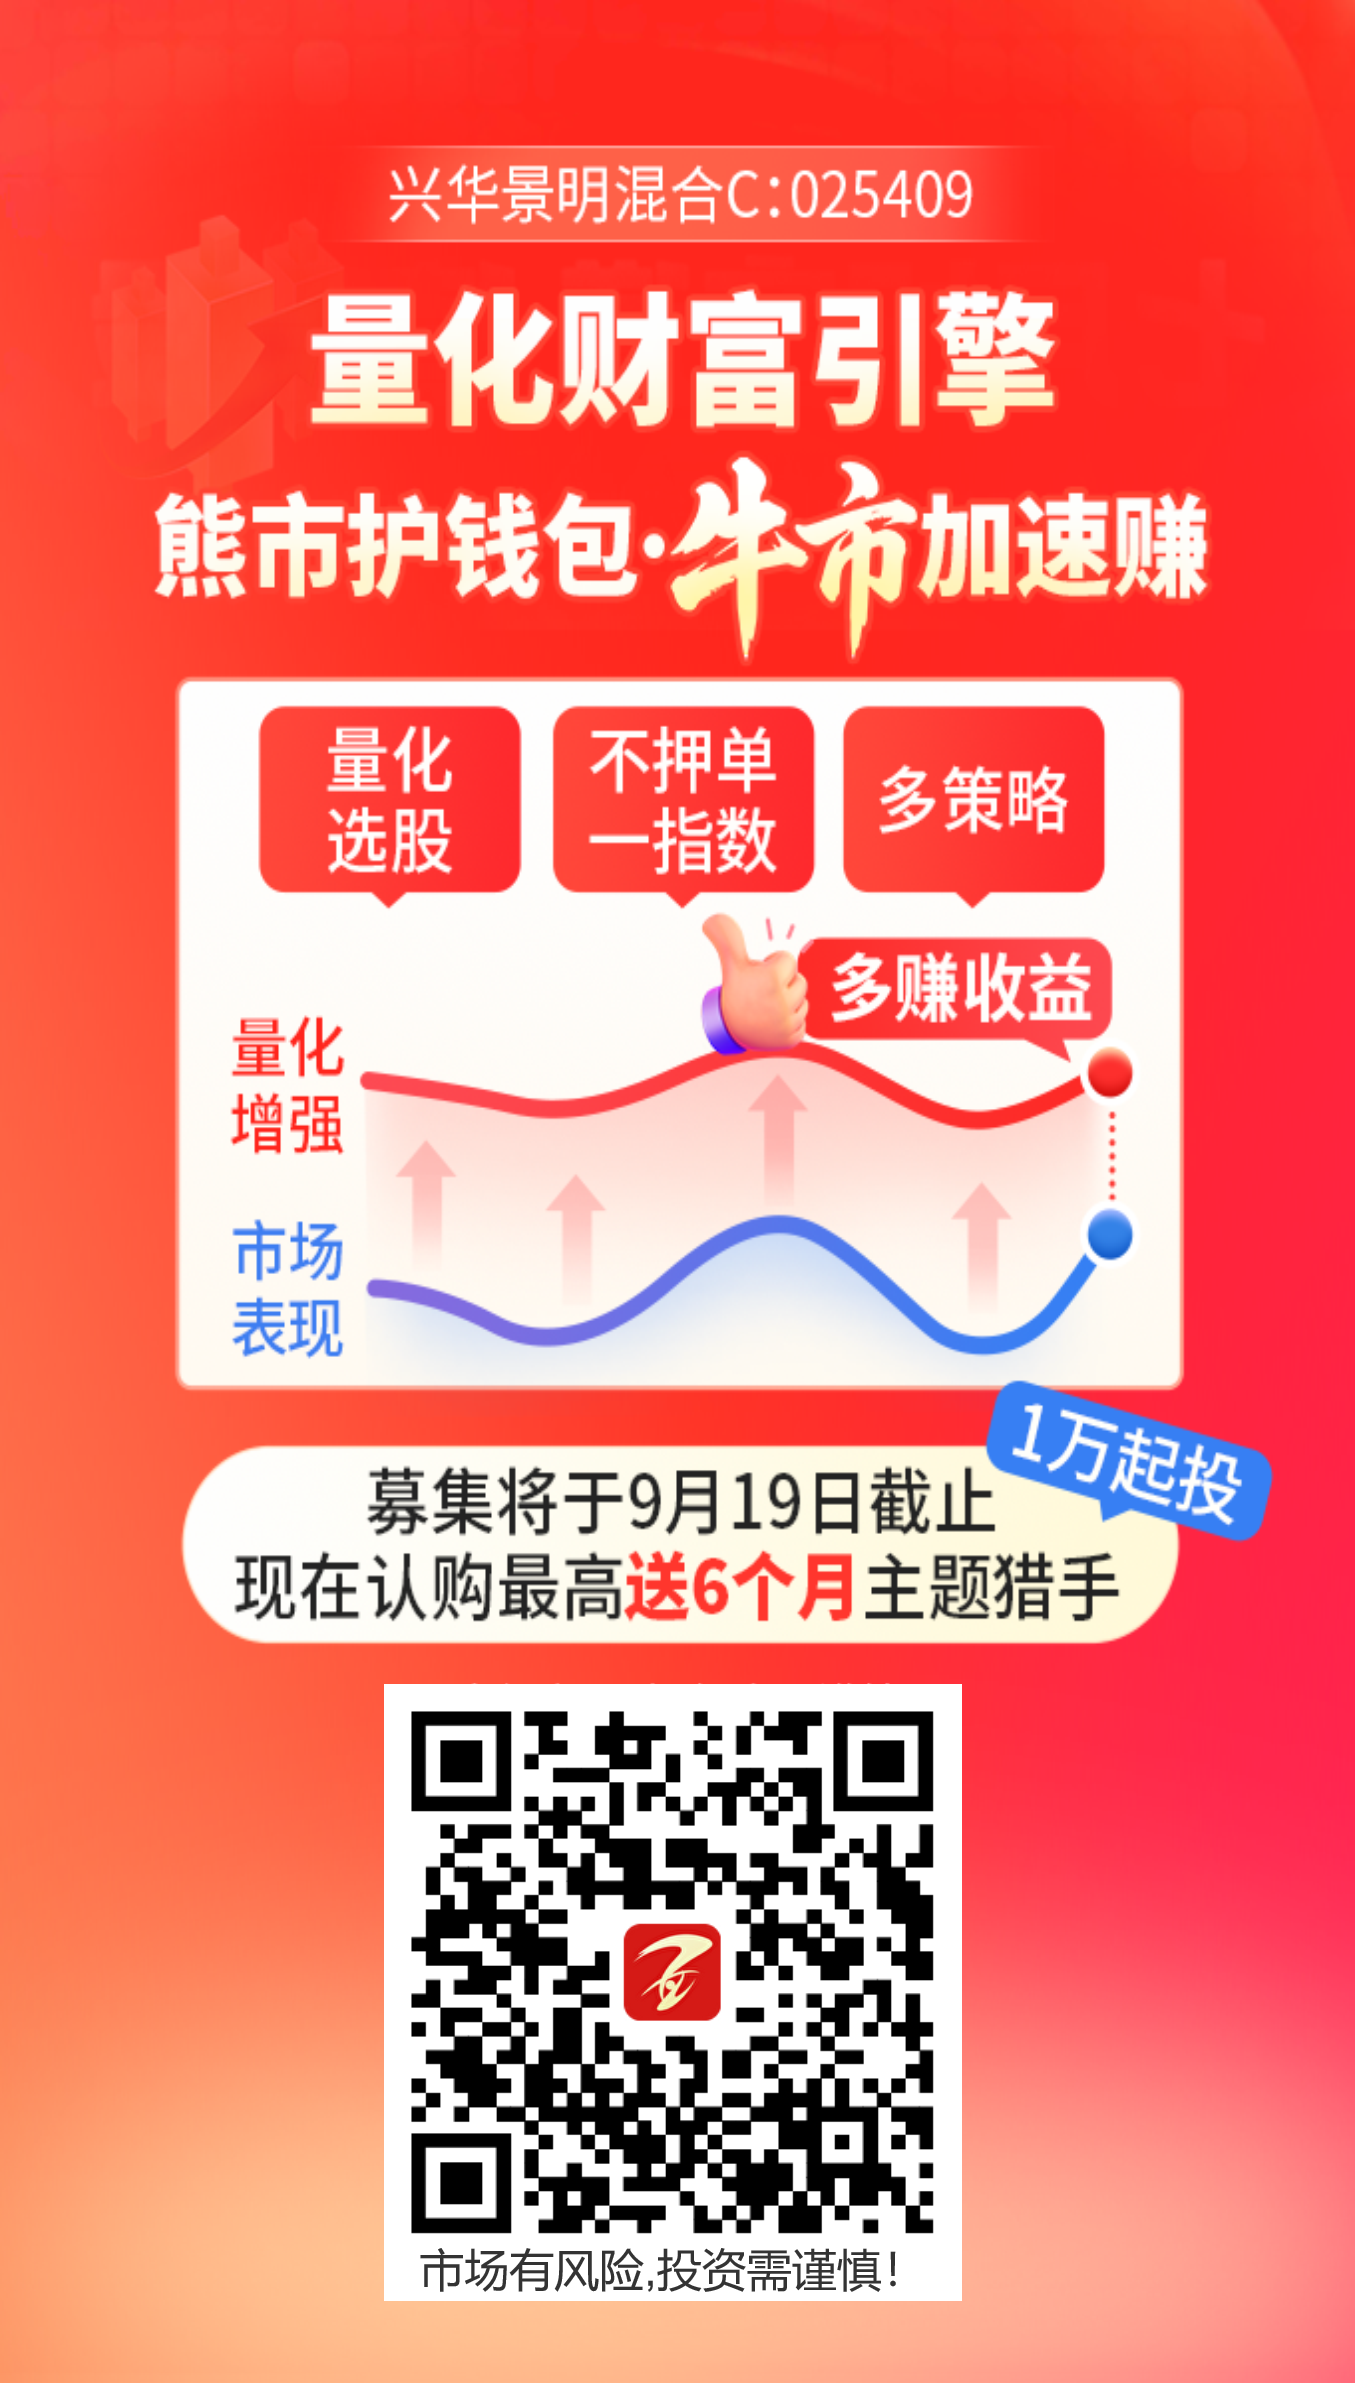 兴华景明混合C:025409
量化财富引擎
熊市护钱包·牛市加速赚
量化
选股
不押单
一指数
多策略
多赚收益
量化
增强
市场
表现
1万起投
募集将于9月19日截止
现在认购最高送6个月主题猎手
市场有风险,投资需谨慎!